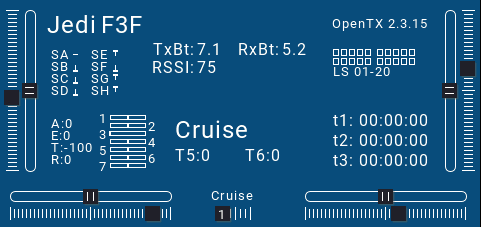 Jedi F3F
OpenTX 2.3.15
TxBt: 7.1 RxBt: 5.2
RSSI: 75
SA SE
SB SF
SC SG
SD SH
LS 01-20
A:0
E:0
T:-100
R:0
1
2
3
4
5
6
7
Cruise
T5:0 T6:0
t1: 00:00:00
t2: 00:00:00
t3: 00:00:00
Cruise
1